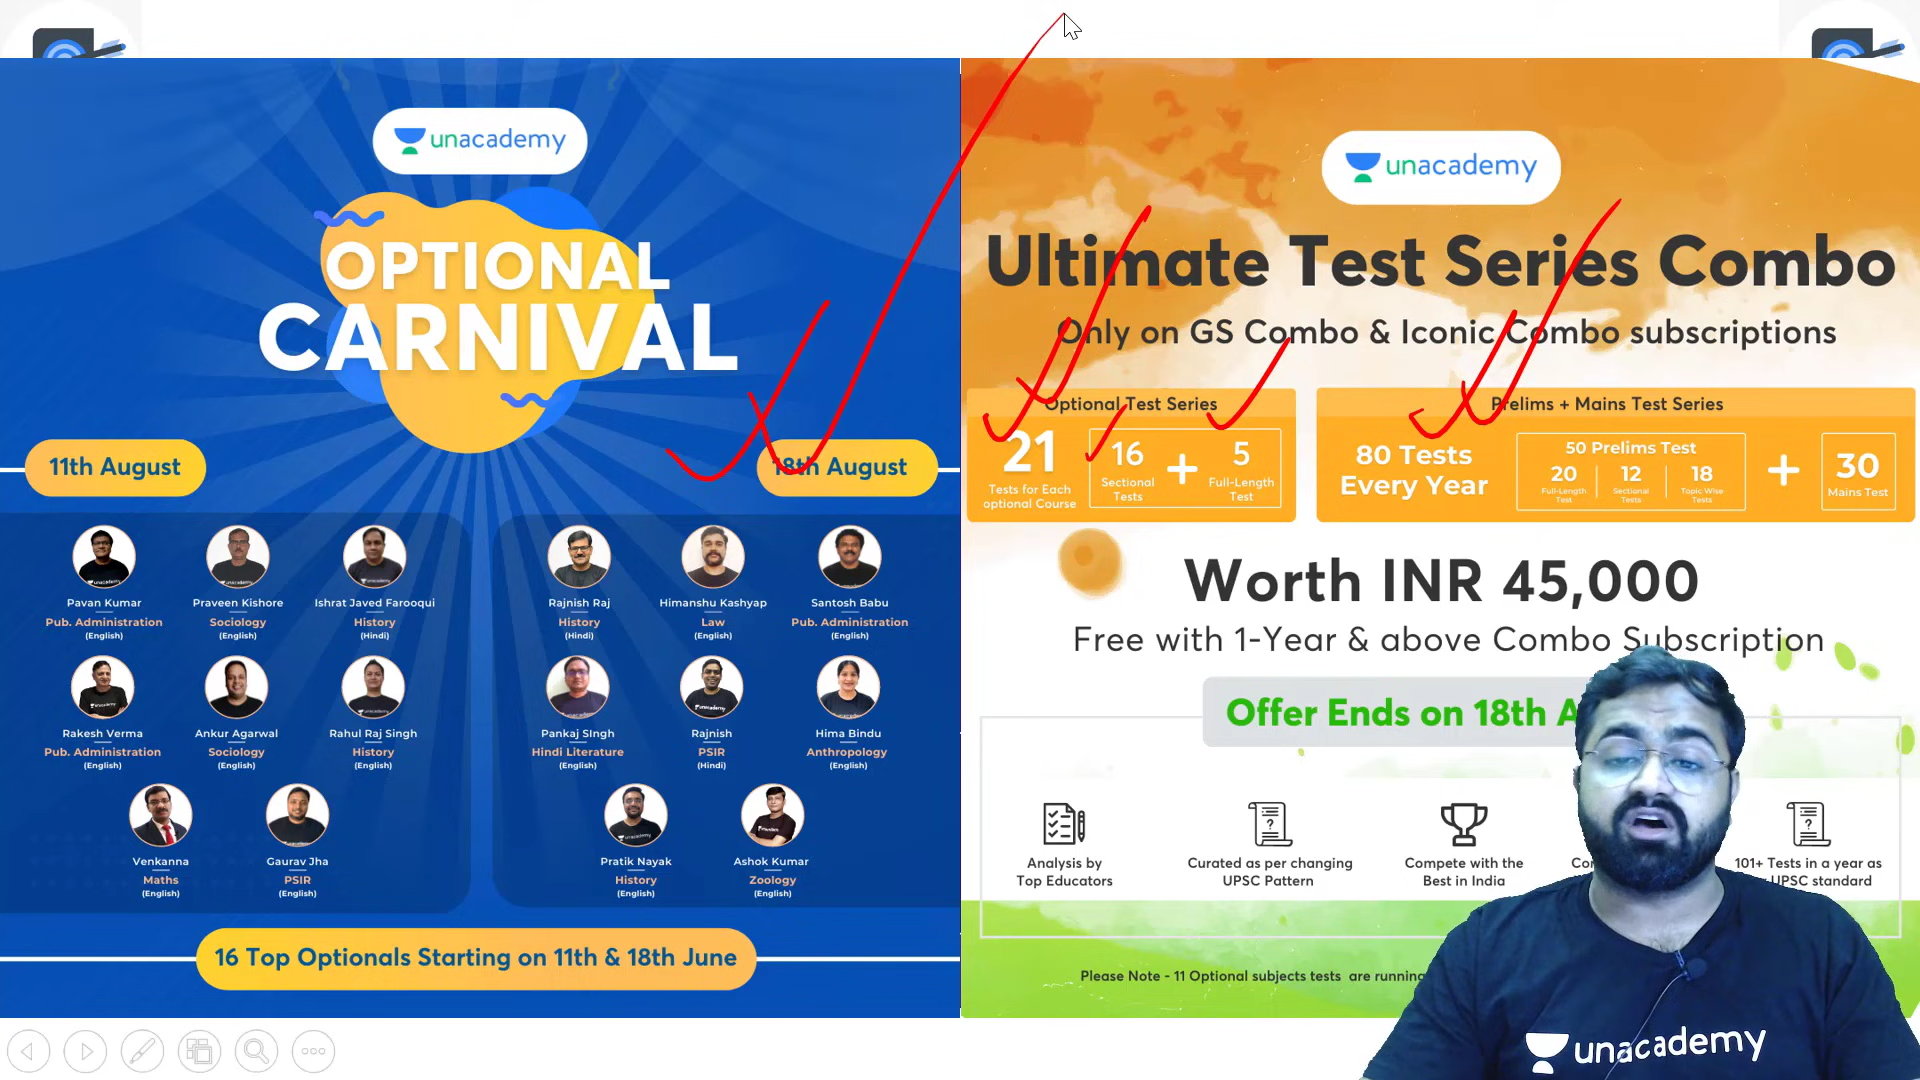 unacademy
OPTIONAL
CARNIVAL
11th August
18th August
Pavan Kumar
Pub. Administration
(English)
Praveen Kishore
Sociology
(English)
Ishrat Javed Farooqui
History
(Hindi)
Rajnish Raj
History
(Hindi)
Himanshu Kashyap
Law
(English)
Santosh Babu
Pub. Administration
(English)
Rakesh Verma
Pub. Administration
(English)
Ankur Agarwal
Sociology
(English)
Rahul Raj Singh
History
(English)
Pankaj SIngh
Hindi Literature
(English)
Rajnish
PSIR
(Hindi)
Hima Bindu
Anthropology
(English)
Venkanna
Maths
(English)
Gaurav Jha
PSIR
(English)
Pratik Nayak
History
(English)
Ashok Kumar
Zoology
(English)
16 Top Optionals Starting on 11th & 18th June
unacademy
Ultimate Test Series Combo
Only on GS Combo & Iconic Combo subscriptions
Optional Test Series
21
Tests for Each
optional Course
16
Sectional
Tests
+
5
Full-Length
Test
Prelims + Mains Test Series
80 Tests
Every Year
50 Prelims Test
20
Full-Length
Test
12
Sectional
Tests
18
Topic Wise
Tests
+
30
Mains Test
Worth INR 45,000
Free with 1-Year & above Combo Subscription
Offer Ends on 18th A
Analysis by
Top Educators
Curated as per changing
UPSC Pattern
Compete with the
Best in India
101+ Tests in a year as
UPSC standard
Please Note - 11 Optional subjects tests are running
unacademy